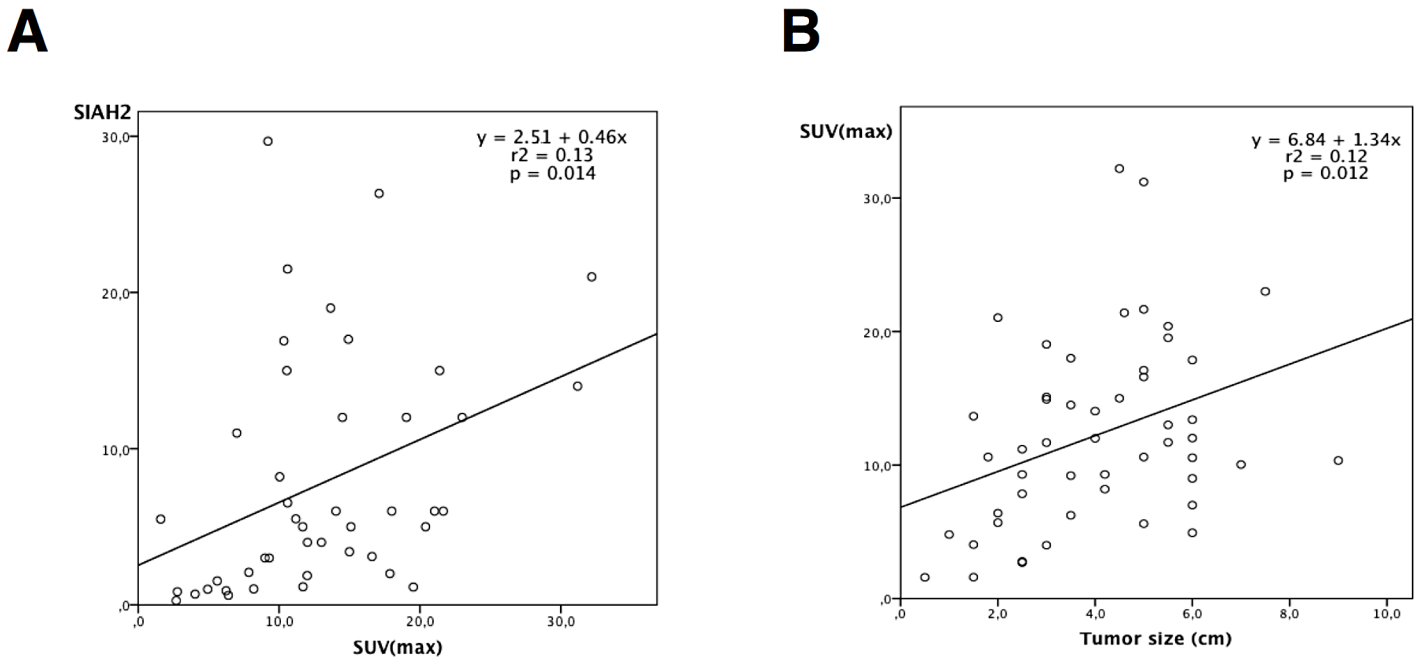 A
SIAH2
30,0
20,0
10,0
,0
,0
10,0
20,0
30,0
SUV(max)
y = 2.51 + 0.46x
r2 = 0.13
p = 0.014
B
SUV(max)
30,0
20,0
10,0
,0
,0
2,0
4,0
6,0
8,0
10,0
Tumor size (cm)
y = 6.84 + 1.34x
r2 = 0.12
p = 0.012